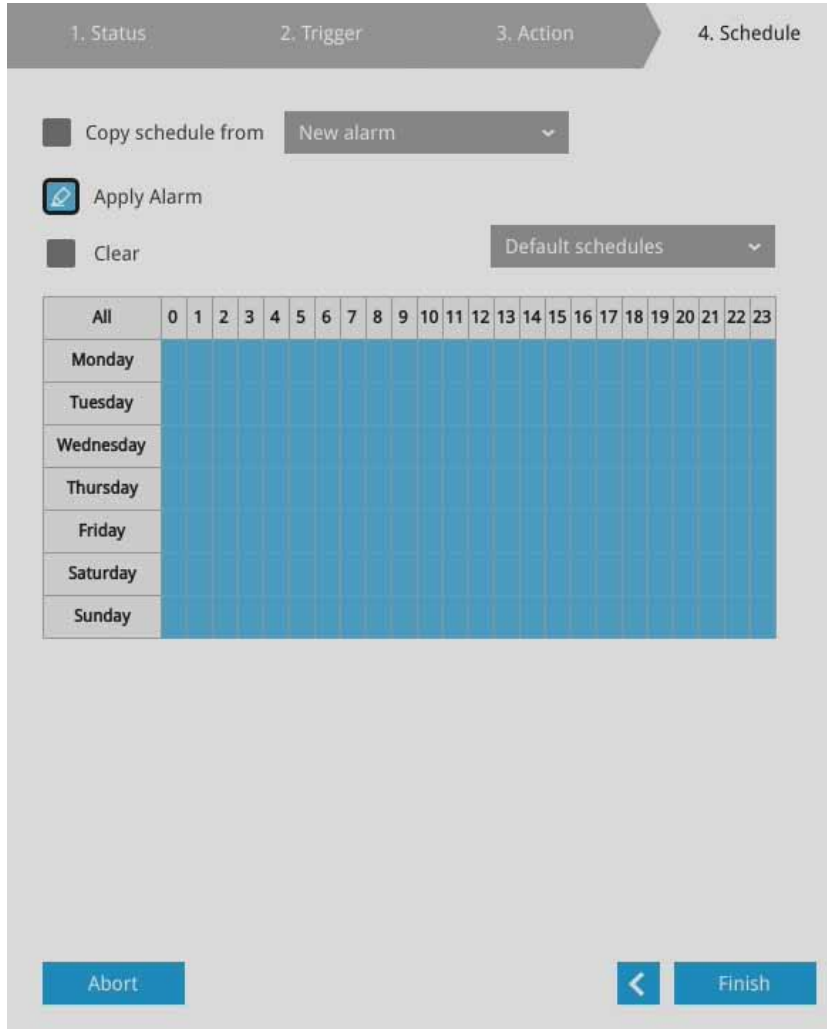 1. Status 2. Trigger 3. Action 4. Schedule
Copy schedule from New alarm
Apply Alarm
Clear Default schedules
All 0 1 2 3 4 5 6 7 8 9 10 11 12 13 14 15 16 17 18 19 20 21 22 23
Monday
Tuesday
Wednesday
Thursday
Friday
Saturday
Sunday
Abort Finish